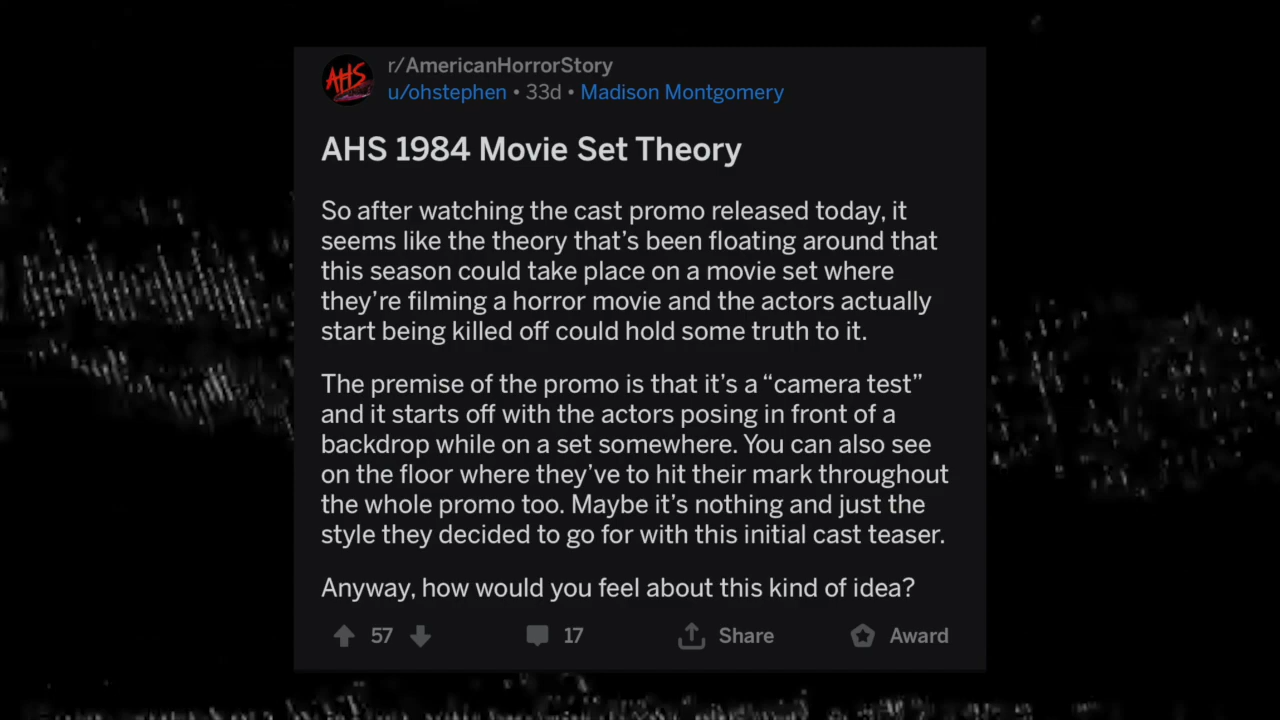 AHS
r/AmericanHorrorStory
u/ohstephen • 33d • Madison Montgomery
AHS 1984 Movie Set Theory
So after watching the cast promo released today, it
seems like the theory that’s been floating around that
this season could take place on a movie set where
they’re filming a horror movie and the actors actually
start being killed off could hold some truth to it.
The premise of the promo is that it’s a “camera test”
and it starts off with the actors posing in front of a
backdrop while on a set somewhere. You can also see
on the floor where they’ve to hit their mark throughout
the whole promo too. Maybe it’s nothing and just the
style they decided to go for with this initial cast teaser.
Anyway, how would you feel about this kind of idea?
57 17 Share Award